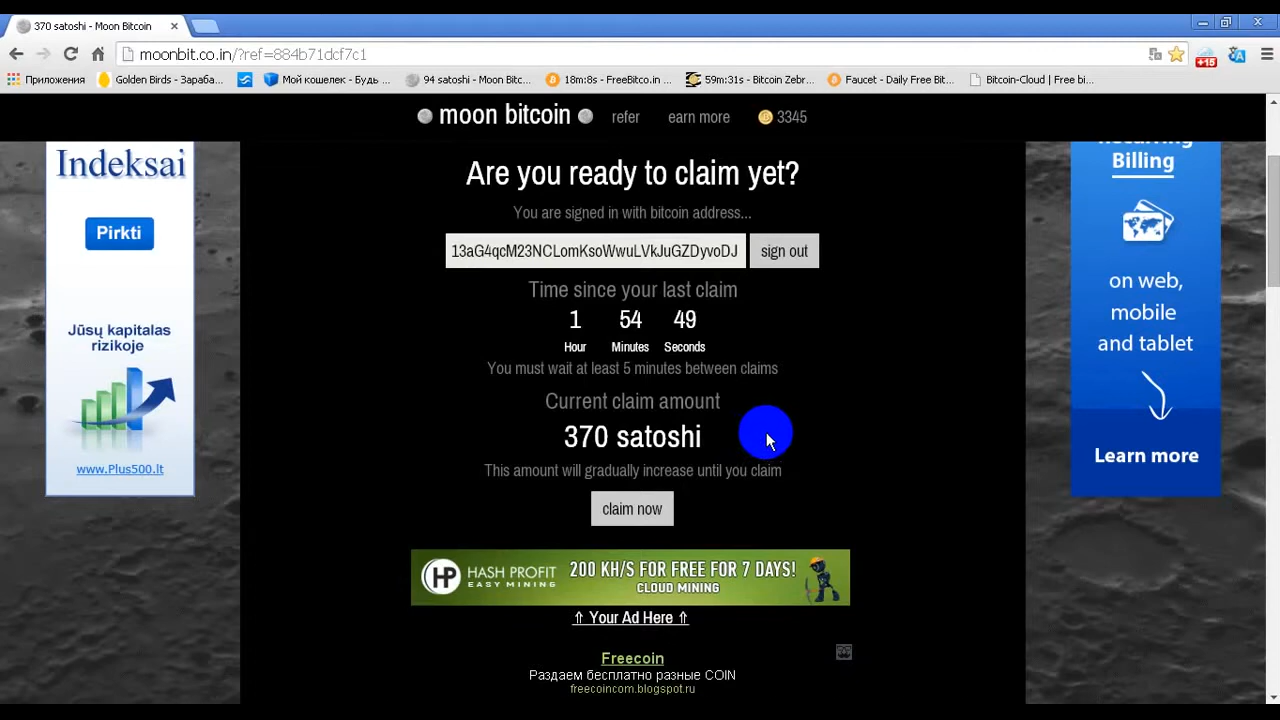 370 satoshi - Moon Bitcoin
moonbit.co.in/?ref=884b71dcf7c1
+15
Приложения
Golden Birds - Зараба...
Мой кошелек - Будь ...
94 satoshi - Moon Bitc...
18m:8s - FreeBitco.in ...
59m:31s - Bitcoin Zebr...
Faucet - Daily Free Bit...
Bitcoin-Cloud | Free bi...
moon bitcoin
refer
earn more
3345
Indeksai
Pirkti
Jūsų kapitalas
rizikoje
www.Plus500.lt
Are you ready to claim yet?
You are signed in with bitcoin address...
13aG4qcM23NCLomKsoWwuLVkJuGZDyvoDJ
sign out
Time since your last claim
1 54 49
Hour Minutes Seconds
You must wait at least 5 minutes between claims
Current claim amount
370 satoshi
This amount will gradually increase until you claim
claim now
HP HASH PROFIT
EASY MINING
200 KH/S FOR FREE FOR 7 DAYS!
CLOUD MINING
⇑ Your Ad Here ⇑
Freecoin
Раздаем бесплатно разные COIN
freecoincom.blogspot.ru
Billing
on web,
mobile
and tablet
Learn more